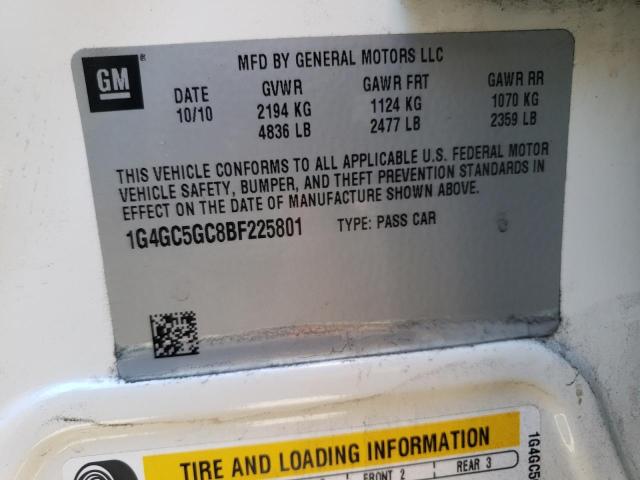 GM
MFD BY GENERAL MOTORS LLC
DATE GVWR GAWR FRT GAWR RR
10/10 2194 KG 1124 KG 1070 KG
4836 LB 2477 LB 2359 LB
THIS VEHICLE CONFORMS TO ALL APPLICABLE U.S. FEDERAL MOTOR
VEHICLE SAFETY, BUMPER, AND THEFT PREVENTION STANDARDS IN
EFFECT ON THE DATE OF MANUFACTURE SHOWN ABOVE.
1G4GC5GC8BF225801 TYPE: PASS CAR
TIRE AND LOADING INFORMATION
FRONT 2 REAR 3
1G4GC5